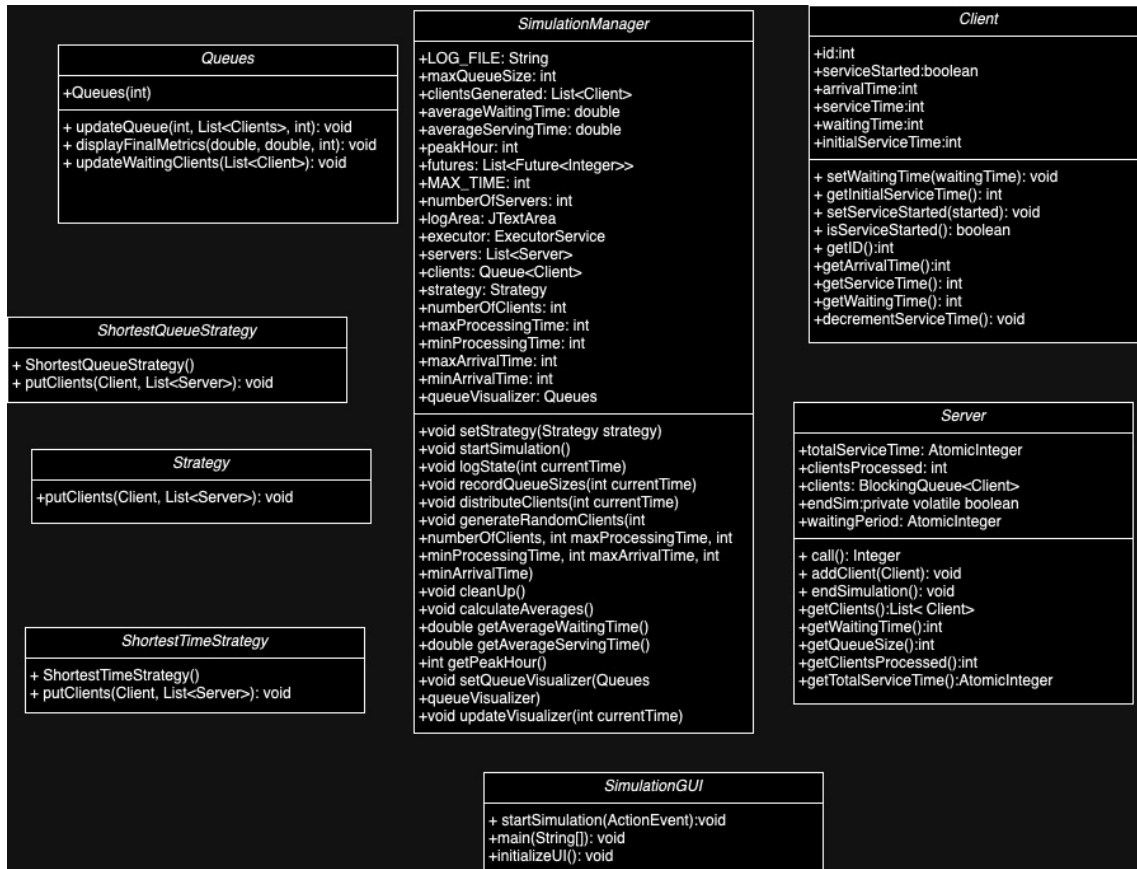 Queues
+Queues(int)
+ updateQueue(int, List<Clients>, int): void
+ displayFinalMetrics(double, double, int): void
+ updateWaitingClients(List<Client>): void
ShortestQueueStrategy
+ ShortestQueueStrategy()
+ putClients(Client, List<Server>): void
Strategy
+putClients(Client, List<Server>): void
ShortestTimeStrategy
+ ShortestTimeStrategy()
+ putClients(Client, List<Server>): void
SimulationManager
+LOG_FILE: String
+maxQueueSize: int
+clientsGenerated: List<Client>
+averageWaitingTime: double
+averageServingTime: double
+peakHour: int
+futures: List<Future<Integer>>
+MAX_TIME: int
+numberOfServers: int
+logArea: JTextArea
+executor: ExecutorService
+servers: List<Server>
+clients: Queue<Client>
+strategy: Strategy
+numberOfClients: int
+maxProcessingTime: int
+minProcessingTime: int
+maxArrivalTime: int
+minArrivalTime: int
+queueVisualizer: Queues
+void setStrategy(Strategy strategy)
+void startSimulation()
+void logState(int currentTime)
+void recordQueueSizes(int currentTime)
+void distributeClients(int currentTime)
+void generateRandomClients(int
+numberOfClients, int maxProcessingTime, int
+minProcessingTime, int maxArrivalTime, int
+minArrivalTime)
+void cleanUp()
+void calculateAverages()
+double getAverageWaitingTime()
+double getAverageServingTime()
+int getPeakHour()
+void setQueueVisualizer(Queues
+queueVisualizer)
+void updateVisualizer(int currentTime)
Client
+id:int
+serviceStarted:boolean
+arrivalTime:int
+serviceTime:int
+waitingTime:int
+initialServiceTime:int
+ setWaitingTime(waitingTime): void
+ getInitialServiceTime(): int
+ setServiceStarted(started): void
+ isServiceStarted(): boolean
+ getID():int
+getArrivalTime():int
+getServiceTime(): int
+getWaitingTime(): int
+decrementServiceTime(): void
Server
+totalServiceTime: AtomicInteger
+clientsProcessed: int
+clients: BlockingQueue<Client>
+endSim:private volatile boolean
+waitingPeriod: AtomicInteger
+ call(): Integer
+ addClient(Client): void
+ endSimulation(): void
+getClients():List< Client>
+getWaitingTime():int
+getQueueSize():int
+getClientsProcessed():int
+getTotalServiceTime():AtomicInteger
SimulationGUI
+ startSimulation(ActionEvent):void
+main(String[]): void
+initializeUI(): void